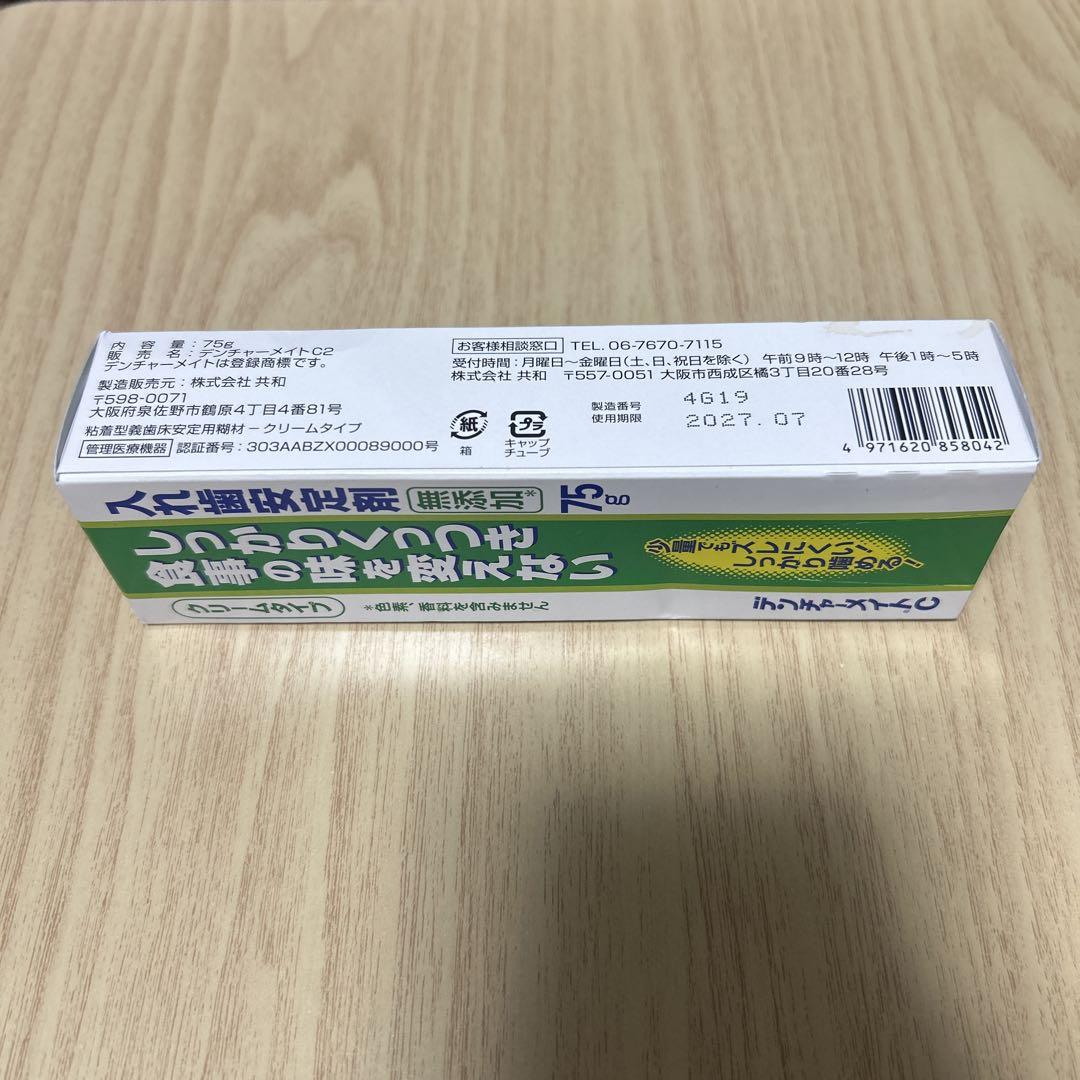 内容量：75g
販売名：デンチャーメイトC2
デンチャーメイトは登録商標です。
製造販売元：株式会社 共和
〒598-0071
大阪府泉佐野市鶴原4丁目4番81号
粘着型義歯床安定用糊材－クリームタイプ
管理医療機器 認証番号：303AABZX00089000号
お客様相談窓口 TEL. 06-7670-7115
受付時間：月曜日～金曜日(土、日、祝日を除く) 午前9時～12時 午後1時～5時
株式会社 共和 〒557-0051 大阪市西成区橘3丁目20番28号
紙
箱
プラ
キャップ
チューブ
製造番号 4G19
使用期限 2027.07
4 971620 858042
入れ歯安定剤 無添加* 75g
しっかりくっつき
食事の味を変えない
少量でもズレにくい!
しっかり噛める!
クリームタイプ
*色素、香料を含みません
デンチャーメイト®C